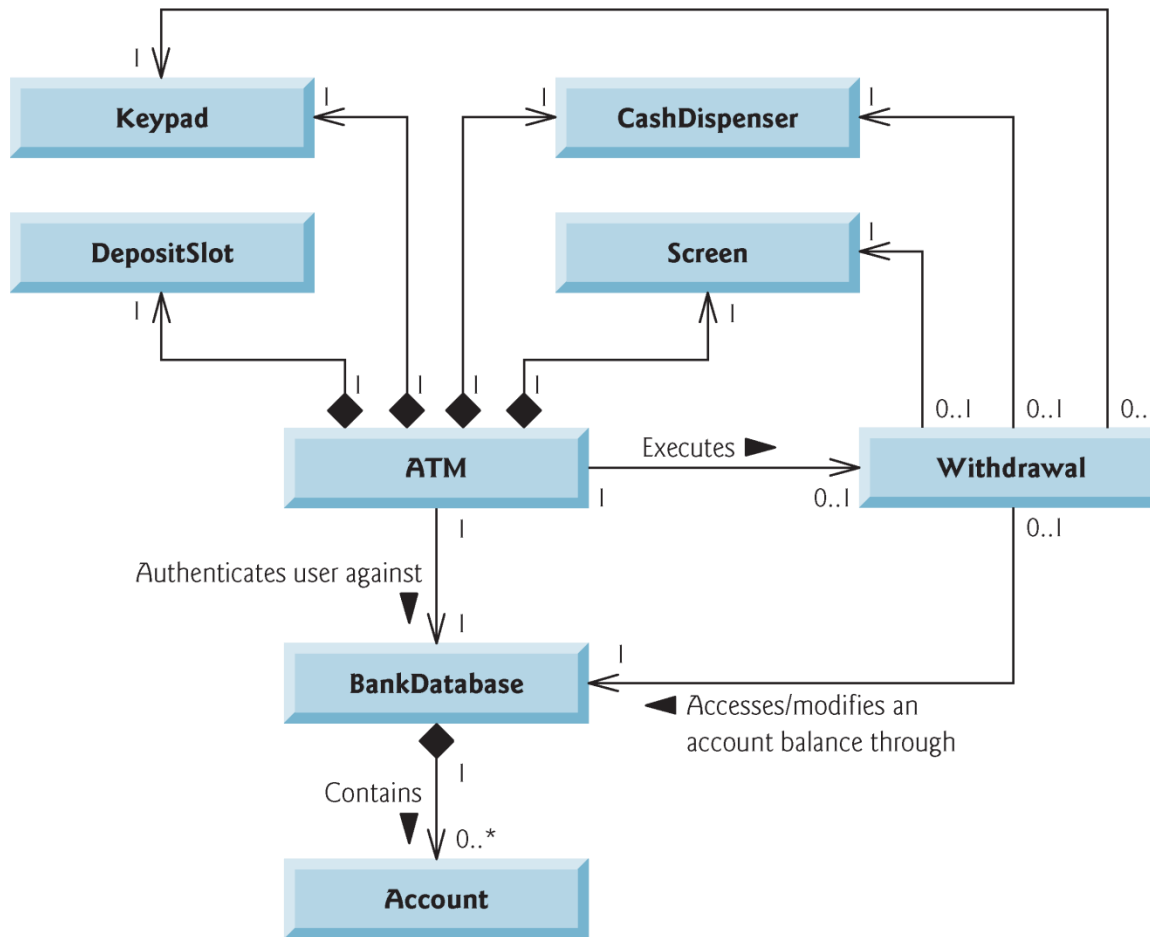 1
Keypad
1
1
CashDispenser
1
DepositSlot
1
Screen
1
1
1
1
1
1
0..1
0..1
0..
ATM
Executes
1
0..1
Withdrawal
1
0..1
Authenticates user against
1
BankDatabase
1
Accesses/modifies an
account balance through
1
Contains
0..*
Account